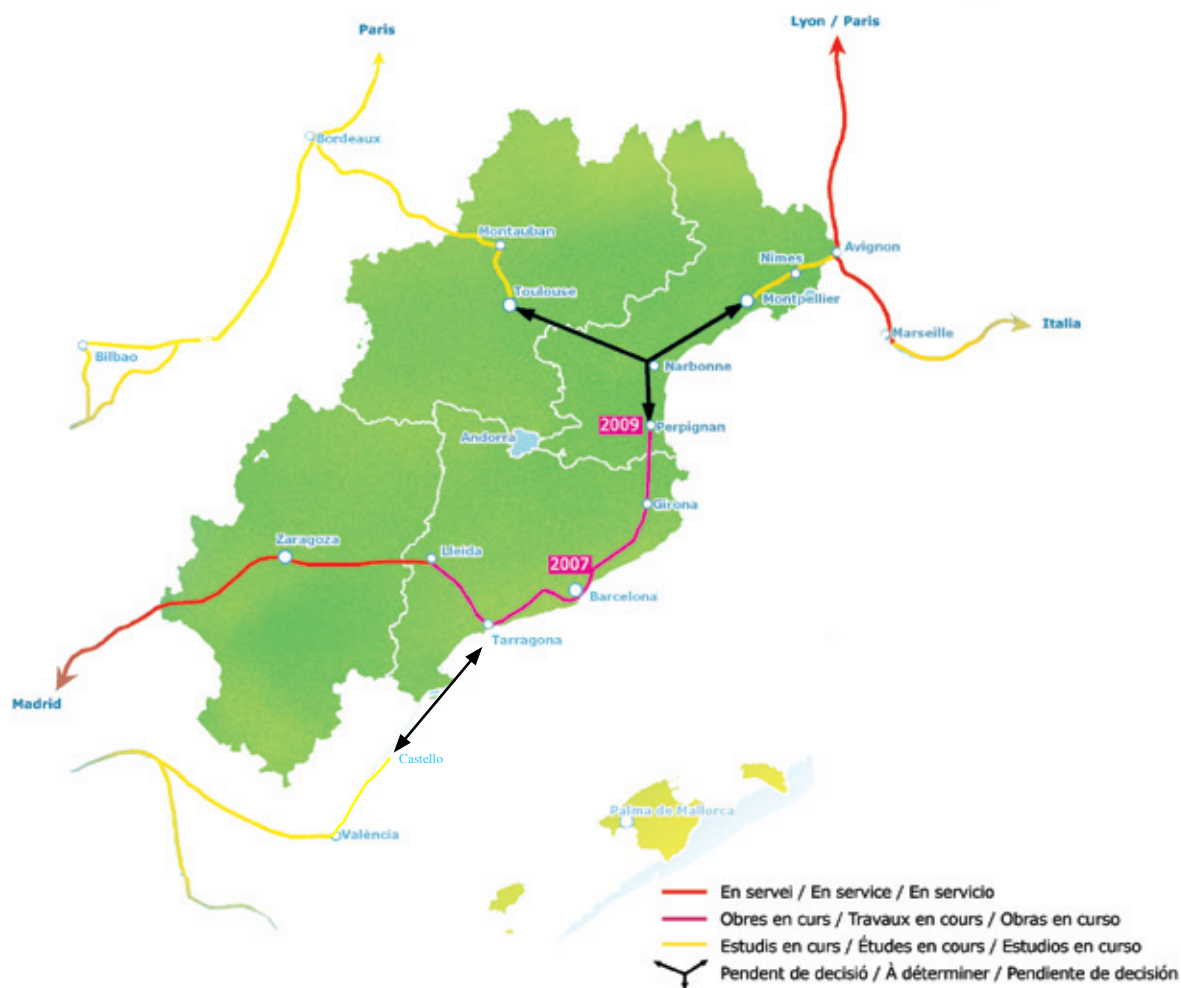 Lyon / Paris
Paris
Bordeaux
Montauban
Avignon
Nîmes
Toulouse
Montpellier
Italia
Marseille
Bilbao
Narbonne
2009
Perpignan
Andorra
Girona
Zaragoza
Lleida
2007
Barcelona
Tarragona
Madrid
Castello
Palma de Mallorca
València
En servei / En service / En servicio
Obres en curs / Travaux en cours / Obras en curso
Estudis en curs / Études en cours / Estudios en curso
Pendent de decisió / À déterminer / Pendiente de decisión